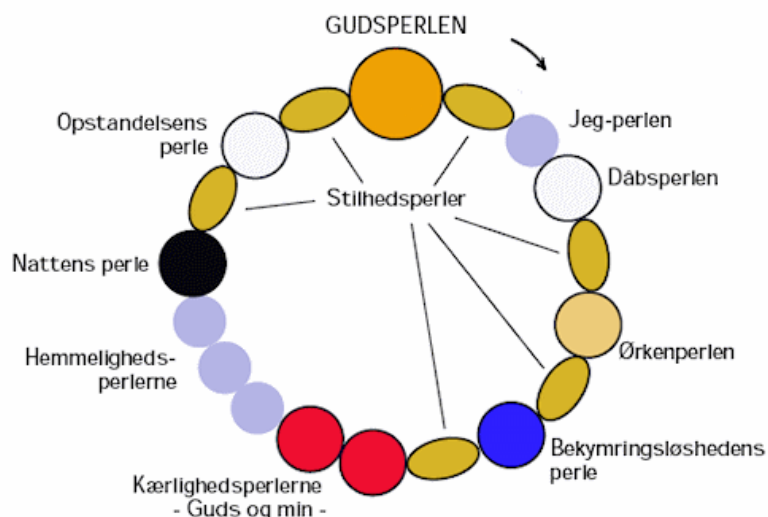 GUDSPERLEN
Jeg-perlen
Dåbsperlen
Ørkenperlen
Bekymringsløshedens
perle
Kærlighedsperlerne
- Guds og min -
Hemmeligheds-
perlerne
Nattens perle
Opstandelsens
perle
Stilhedsperler